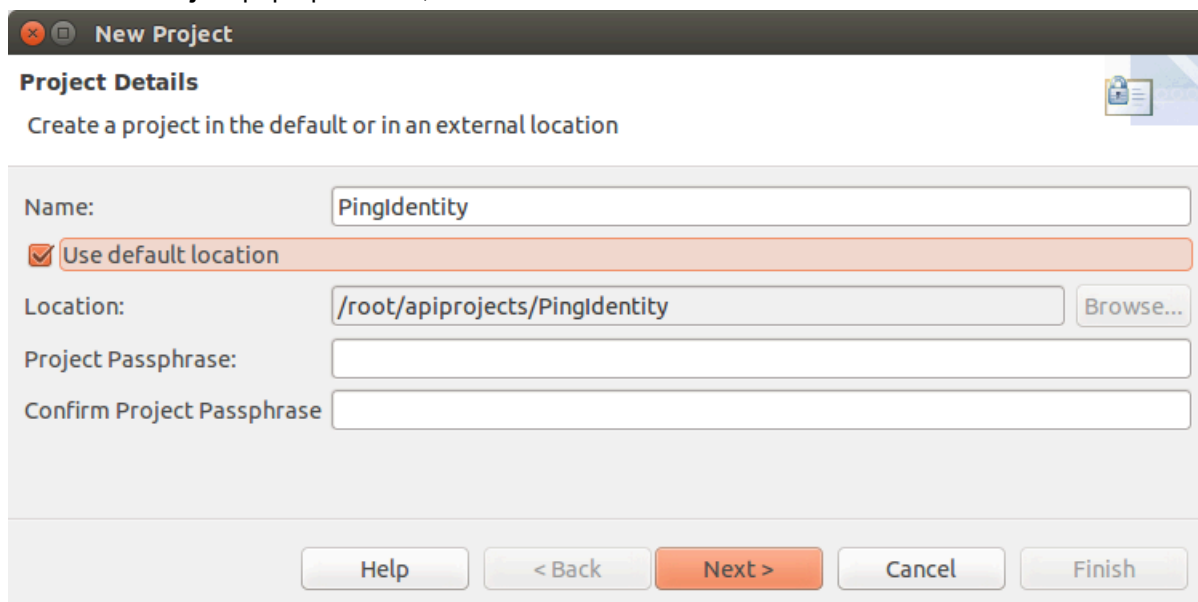 New Project
Project Details
Create a project in the default or in an external location
Name: PingIdentity
Use default location
Location: /root/apiprojects/PingIdentity Browse...
Project Passphrase:
Confirm Project Passphrase
Help < Back Next > Cancel Finish